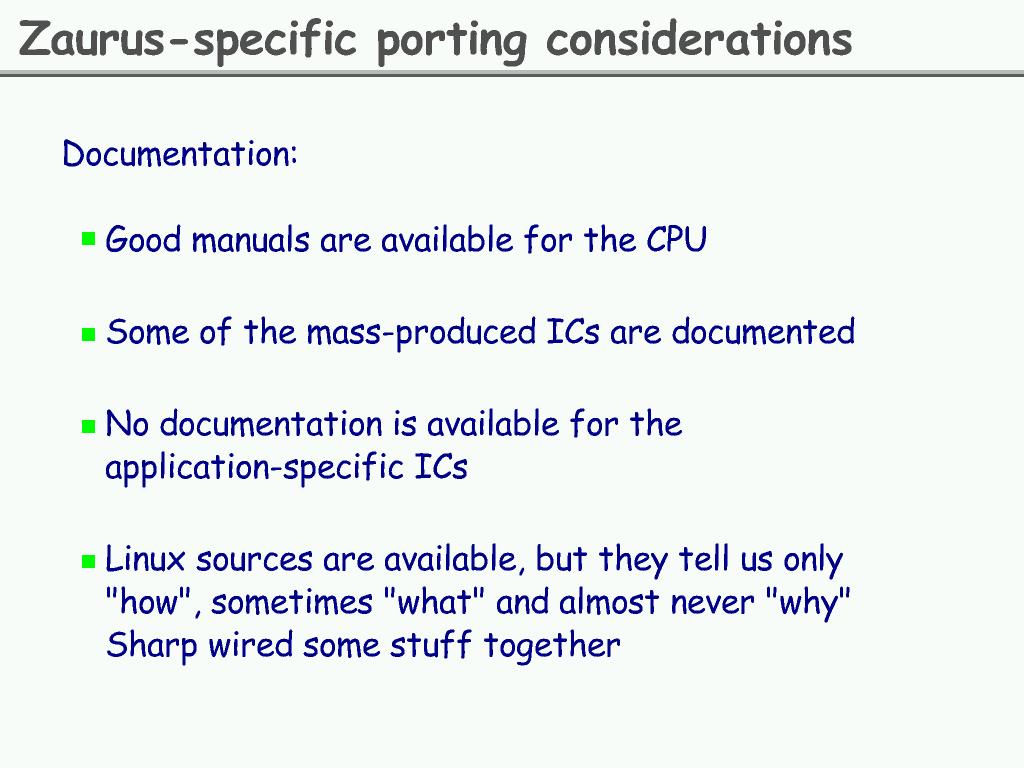 Zaurus-specific porting considerations
Documentation:
Good manuals are available for the CPU
Some of the mass-produced ICs are documented
No documentation is available for the
application-specific ICs
Linux sources are available, but they tell us only
"how", sometimes "what" and almost never "why"
Sharp wired some stuff together